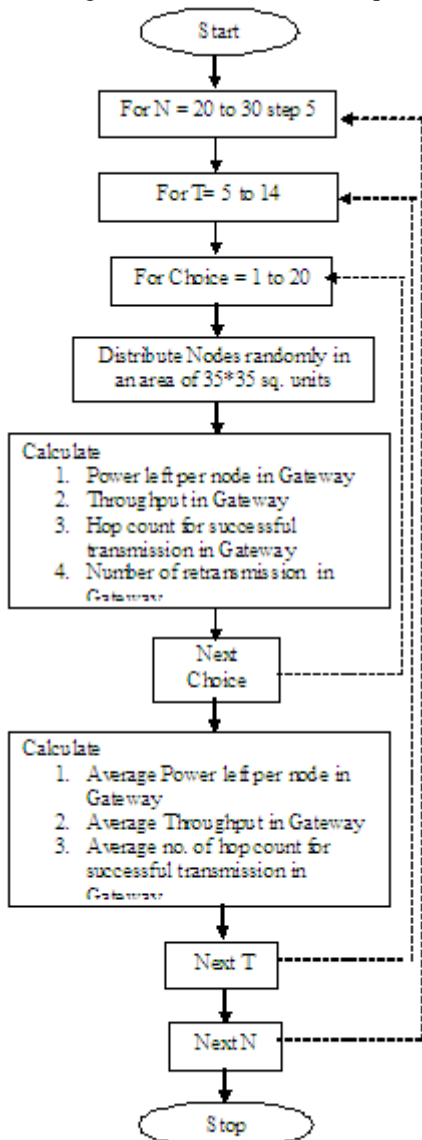 Start
For N = 20 to 30 step 5
For T= 5 to 14
For Choice = 1 to 20
Distribute Nodes randomly in
an area of 35*35 sq. units
Calculate
1. Power left per node in Gateway
2. Throughput in Gateway
3. Hop count for successful
transmission in Gateway
4. Number of retransmission in
Gateway
Next
Choice
Calculate
1. Average Power left per node in
Gateway
2. Average Throughput in Gateway
3. Average no. of hop count for
successful transmission in
Gateway
Next T
Next N
Stop